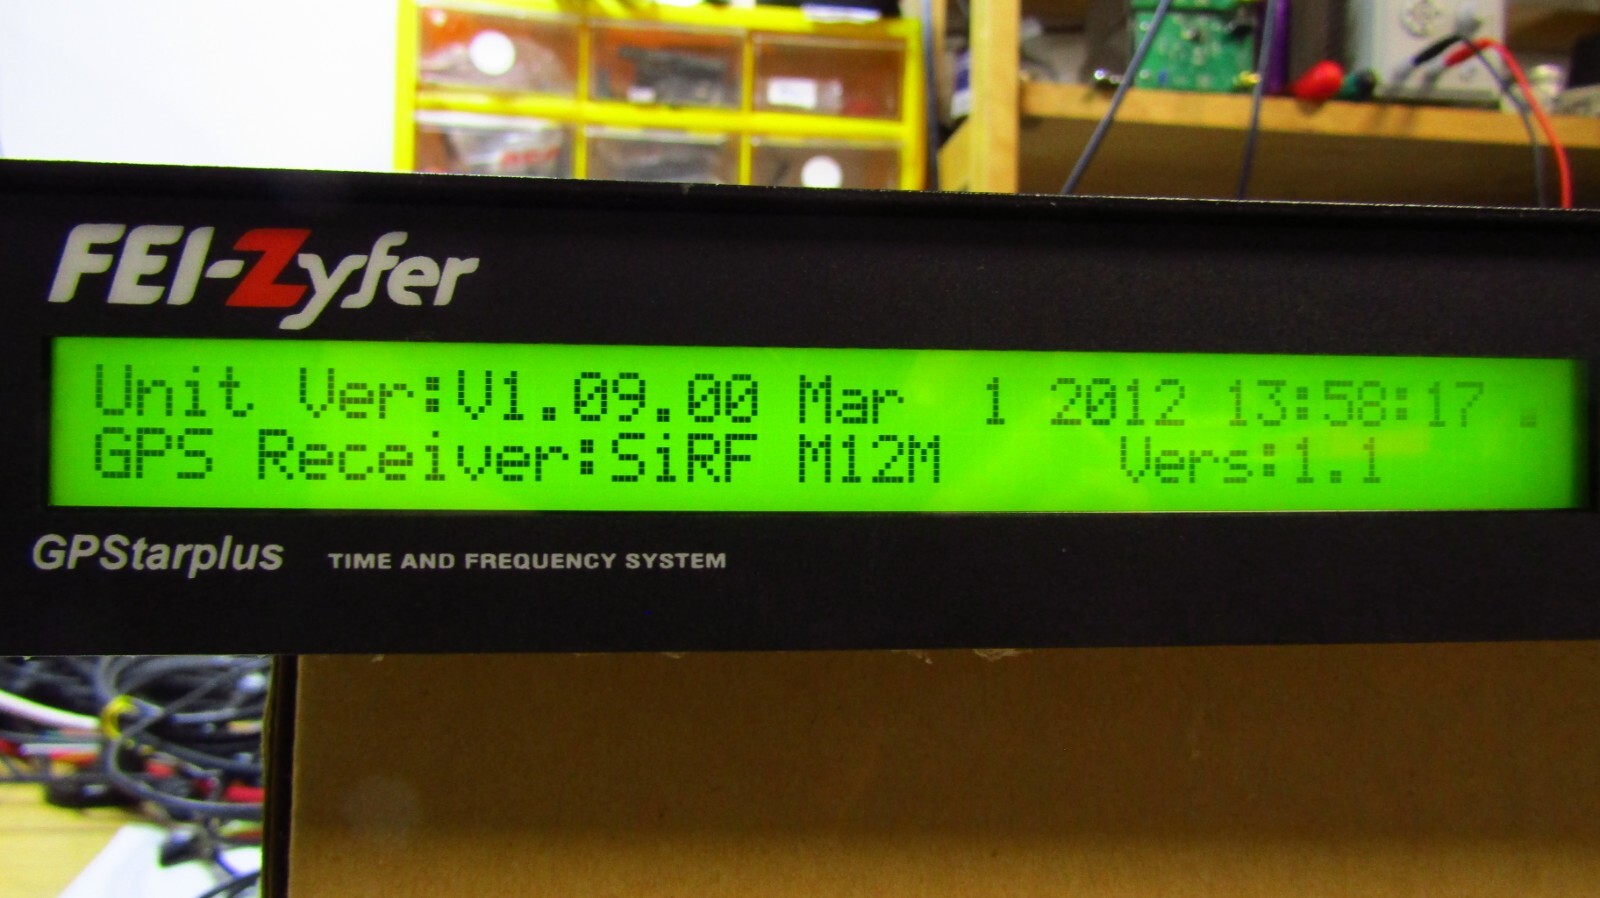 FEI-Zyfer
Unit Ver:V1.09.00 Mar  1 2012 13:58:17 .
GPS Receiver:SiRF M12M      Vers:1.1
GPStarplus TIME AND FREQUENCY SYSTEM